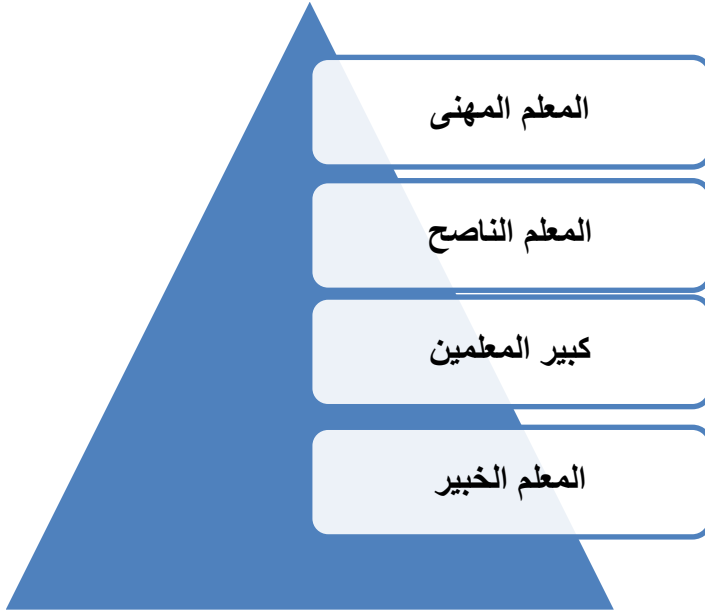 المعلم المهنى
المعلم الناصح
كبير المعلمين
المعلم الخبير